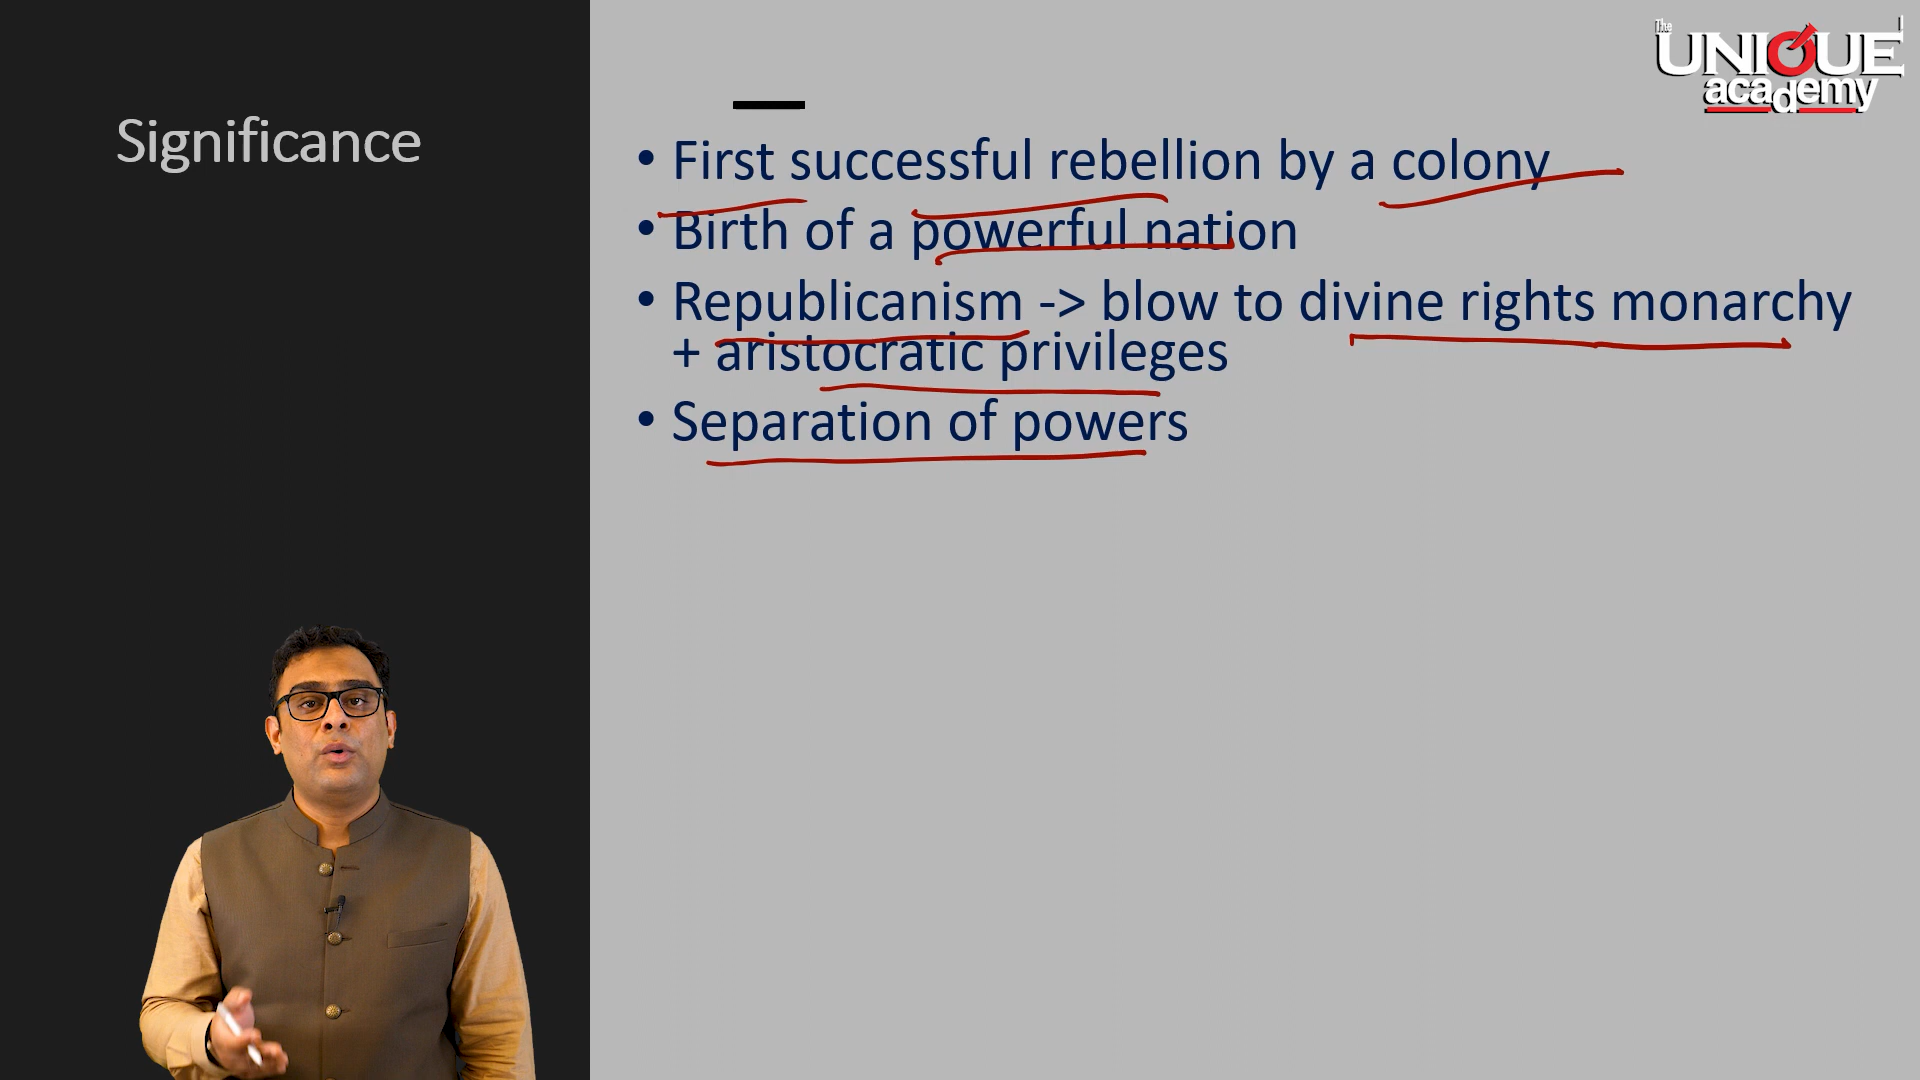 The
UNIQUE
academy
Significance
• First successful rebellion by a colony
• Birth of a powerful nation
• Republicanism -> blow to divine rights monarchy
+ aristocratic privileges
• Separation of powers